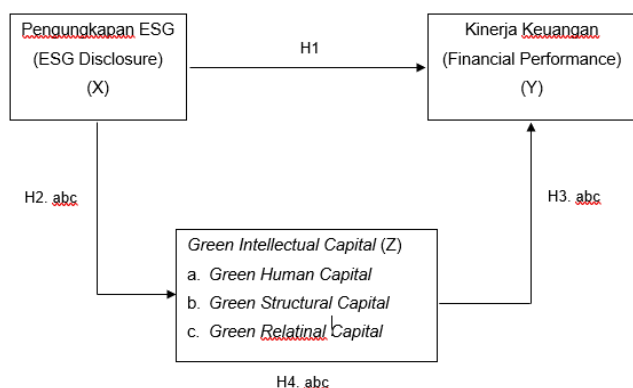 Pengungkapan ESG
(ESG Disclosure)
(X)
H1
Kinerja Keuangan
(Financial Performance)
(Y)
H2. abc
H3. abc
Green Intellectual Capital (Z)
a. Green Human Capital
b. Green Structural Capital
c. Green Relatinal Capital
H4. abc